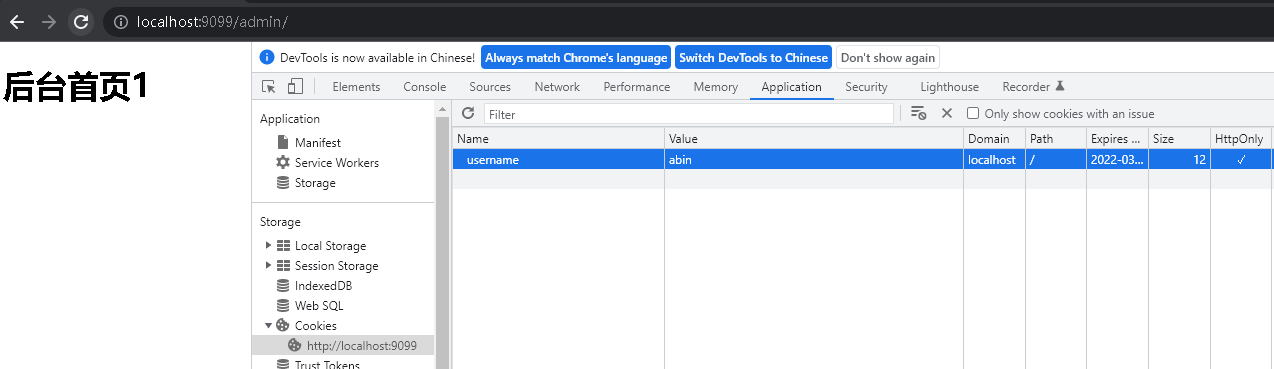 localhost:9099/admin/
后台首页1
DevTools is now available in Chinese! Always match Chrome's language Switch DevTools to Chinese Don't show again
Elements Console Sources Network Performance Memory Application Security Lighthouse Recorder
Application
Manifest
Service Workers
Storage
Storage
Local Storage
Session Storage
IndexedDB
Web SQL
Cookies
http://localhost:9099
Trust Tokens
Filter Only show cookies with an issue
Name Value Domain Path Expires ... Size HttpOnly
username abin localhost / 2022-03... 12 ✓